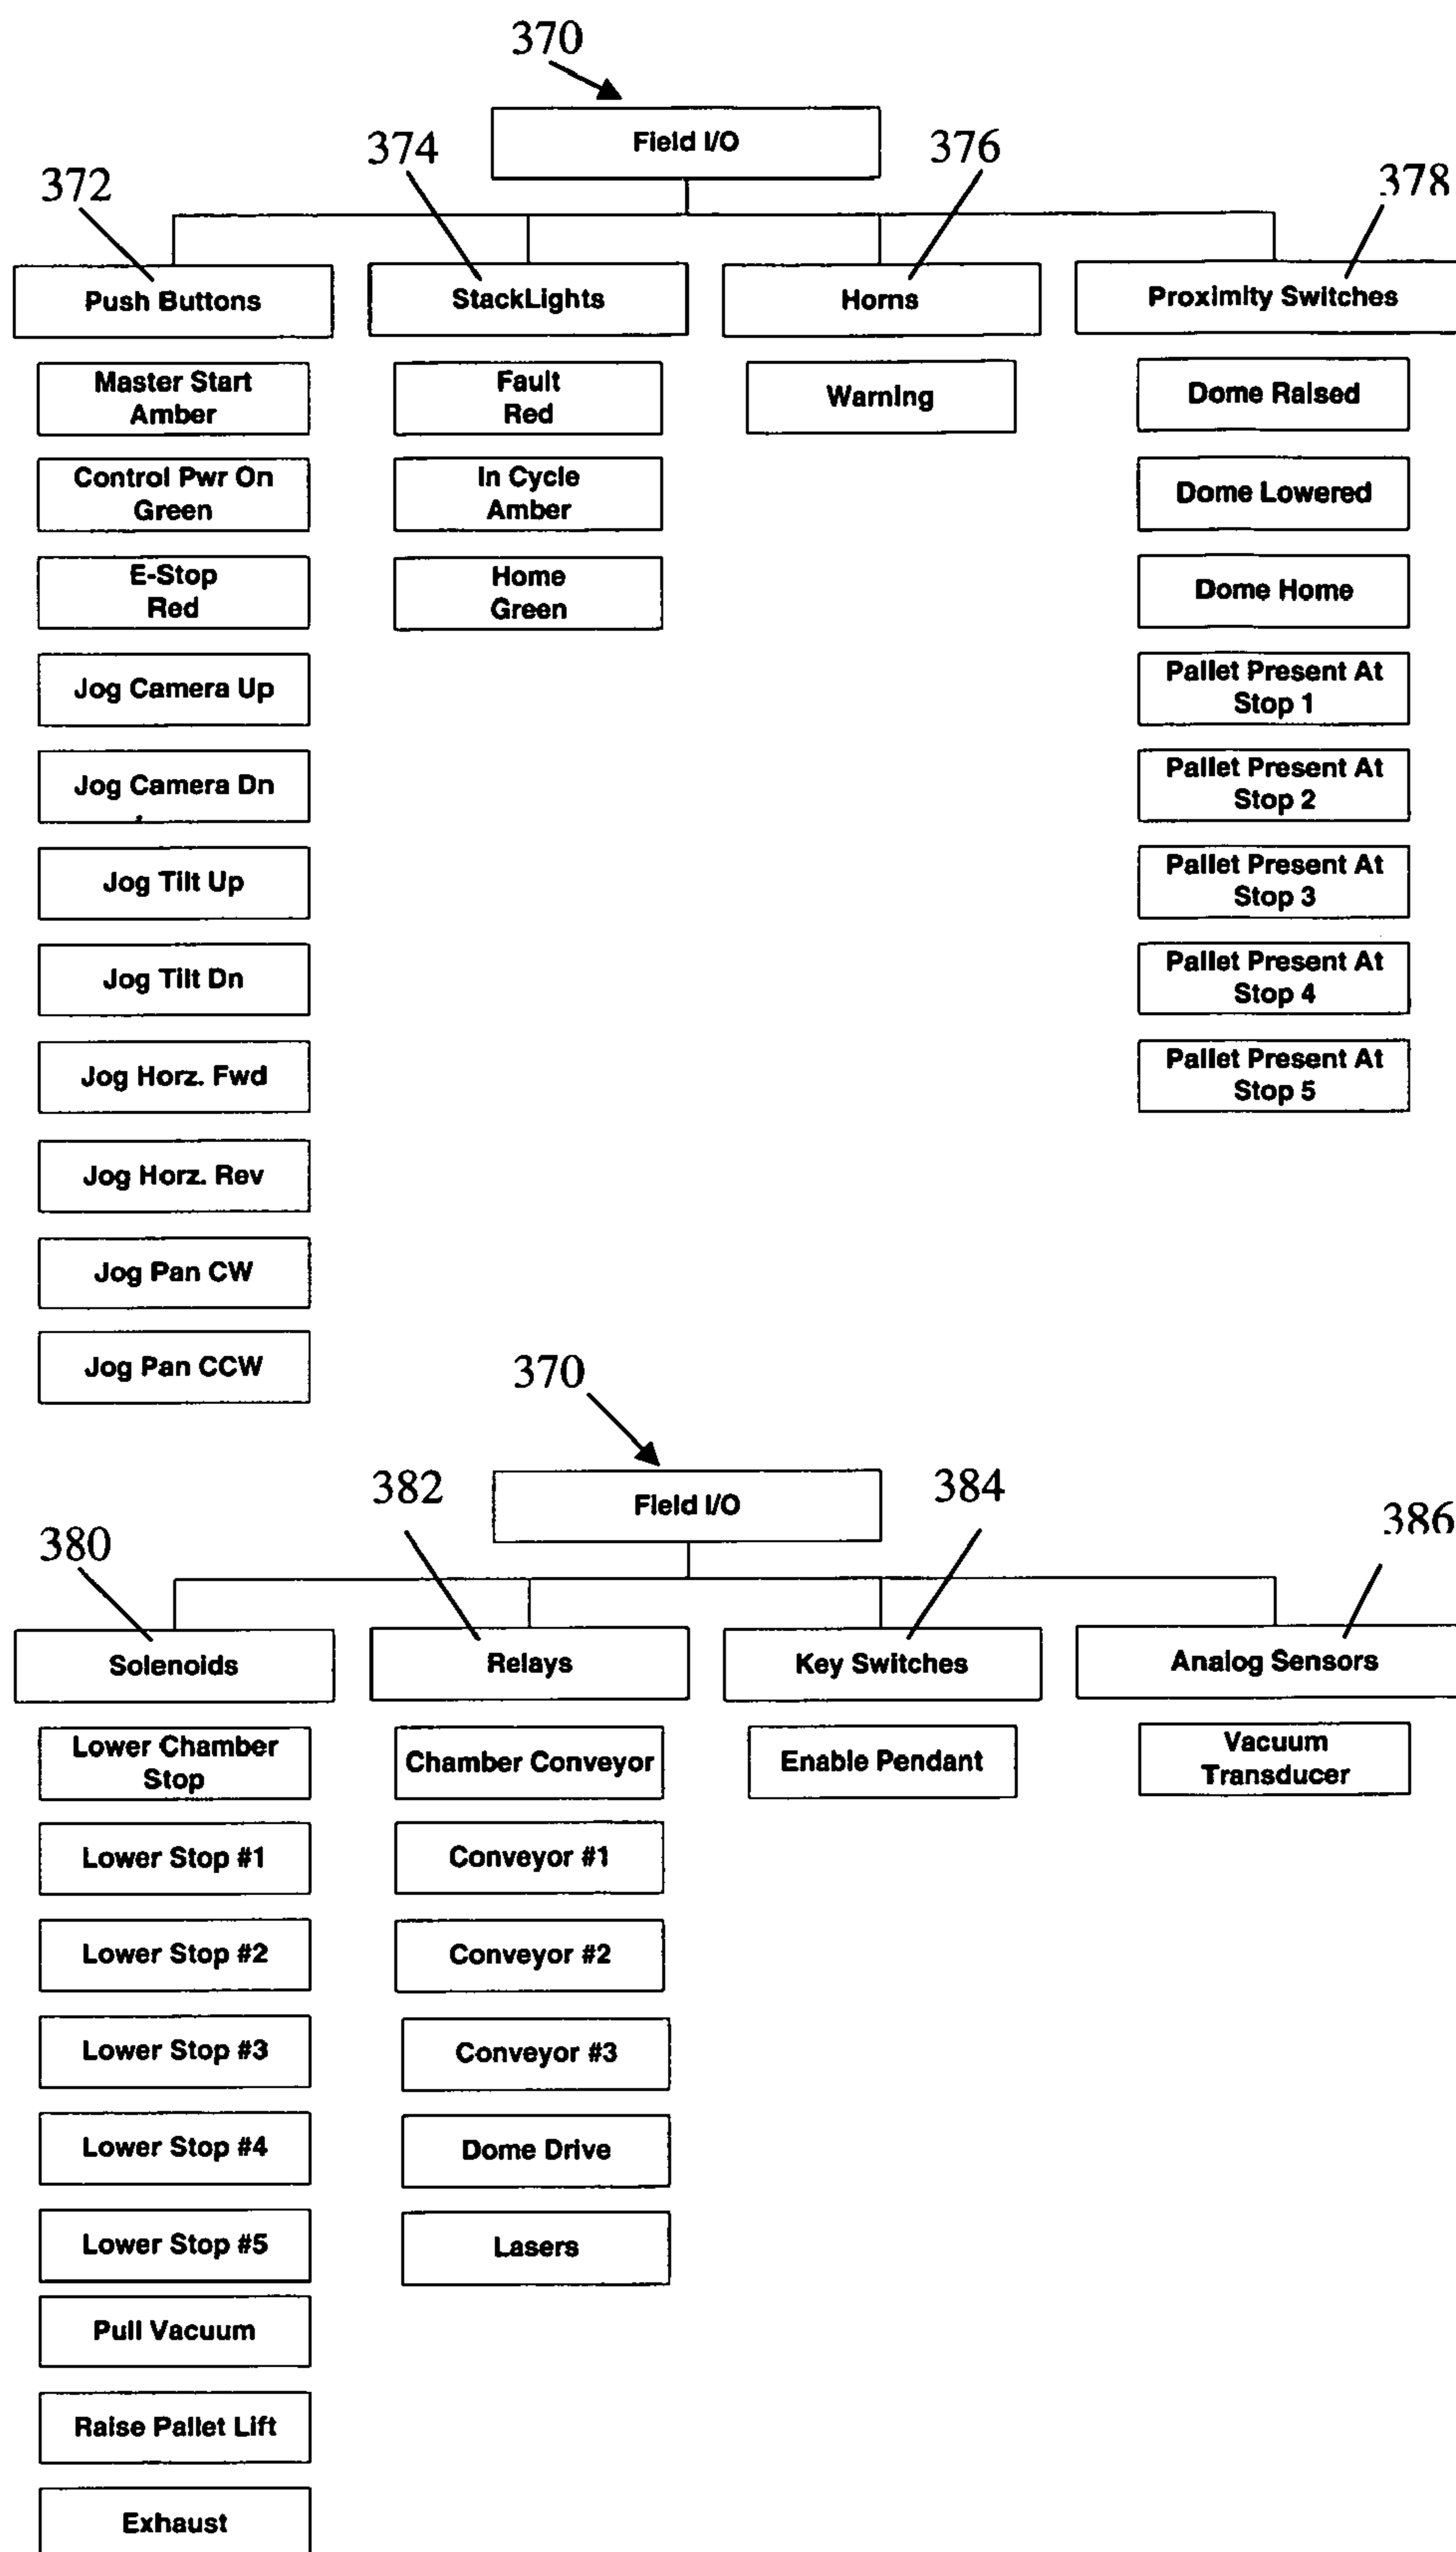 370
Field I/O
372
374
376
378
Push Buttons
StackLights
Horns
Proximity Switches
Master Start
Amber
Control Pwr On
Green
E-Stop
Red
Jog Camera Up
Jog Camera Dn
Jog Tilt Up
Jog Tilt Dn
Jog Horz. Fwd
Jog Horz. Rev
Jog Pan CW
Jog Pan CCW
Fault
Red
In Cycle
Amber
Home
Green
Warning
Dome Raised
Dome Lowered
Dome Home
Pallet Present At
Stop 1
Pallet Present At
Stop 2
Pallet Present At
Stop 3
Pallet Present At
Stop 4
Pallet Present At
Stop 5
370
Field I/O
380
382
384
386
Solenoids
Relays
Key Switches
Analog Sensors
Lower Chamber
Stop
Lower Stop #1
Lower Stop #2
Lower Stop #3
Lower Stop #4
Lower Stop #5
Pull Vacuum
Raise Pallet Lift
Exhaust
Chamber Conveyor
Conveyor #1
Conveyor #2
Conveyor #3
Dome Drive
Lasers
Enable Pendant
Vacuum
Transducer